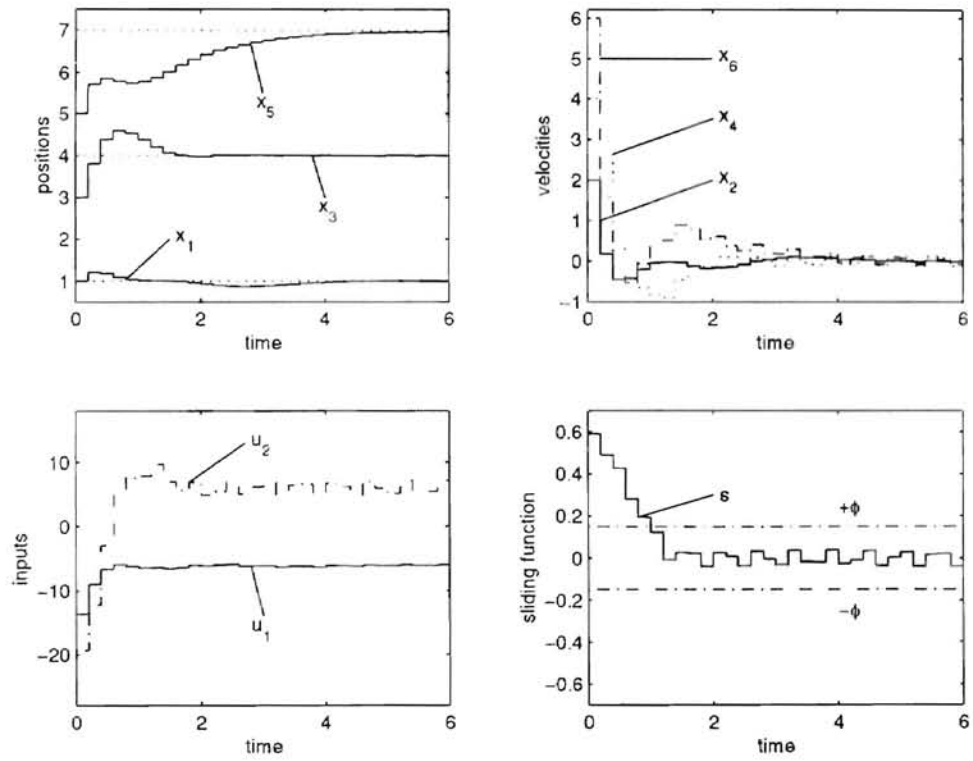 7
6
5
4
3
2
1
positions
x₅
x₃
x₁
0
2
4
6
time
6
5
4
3
2
1
0
−1
velocities
x₆
x₄
x₂
0
2
4
6
time
10
0
−10
−20
inputs
u₂
u₁
0
2
4
6
time
0.6
0.4
0.2
0
−0.2
−0.4
−0.6
sliding function
s
+ϕ
−ϕ
0
2
4
6
time